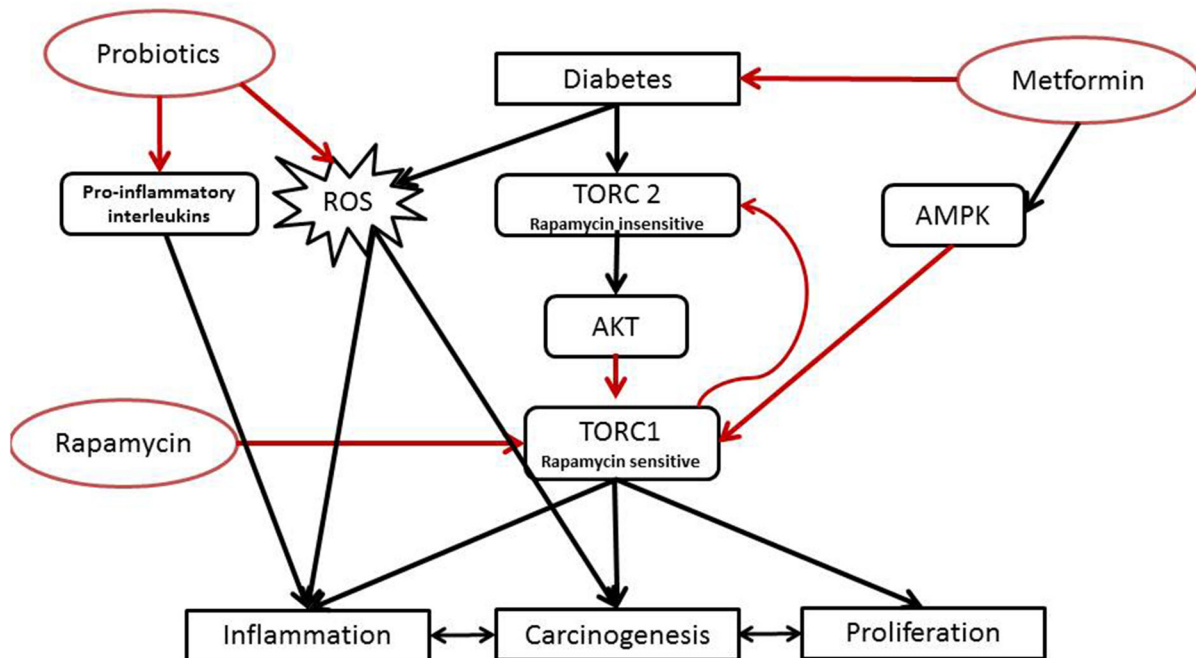 Probiotics
Diabetes
Metformin
Pro-inflammatory
interleukins
ROS
TORC 2
Rapamycin insensitive
AMPK
AKT
Rapamycin
TORC1
Rapamycin sensitive
Inflammation
Carcinogenesis
Proliferation